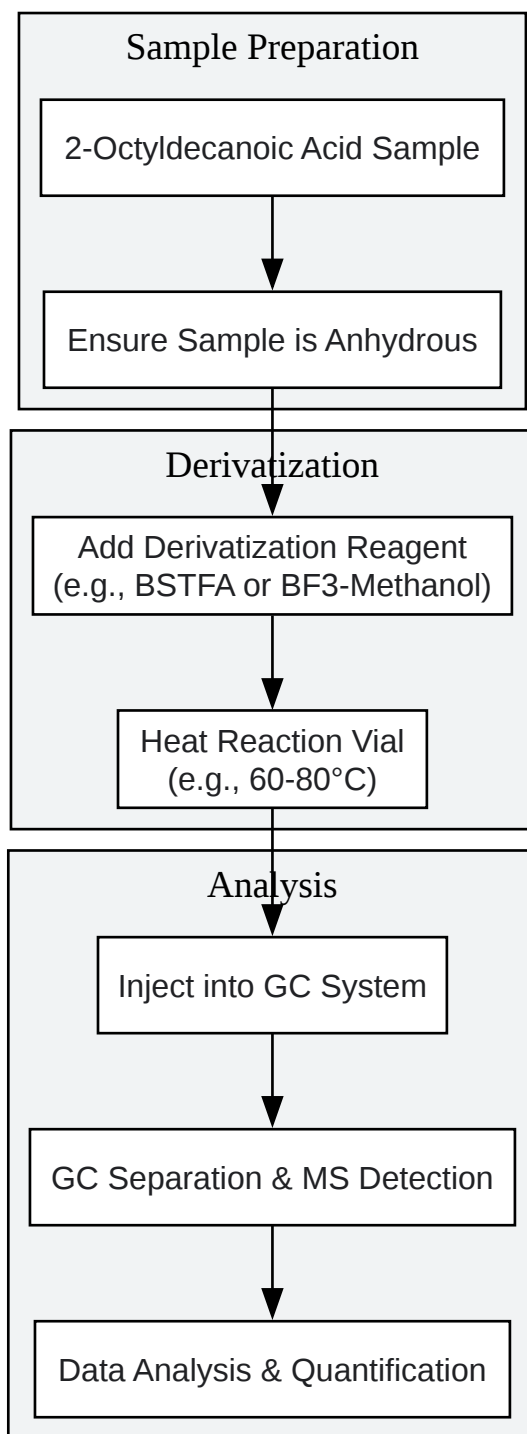 Sample Preparation
2-Octyldecanoic Acid Sample
Ensure Sample is Anhydrous
Derivatization
Add Derivatization Reagent
(e.g., BSTFA or BF3-Methanol)
Heat Reaction Vial
(e.g., 60-80°C)
Analysis
Inject into GC System
GC Separation & MS Detection
Data Analysis & Quantification